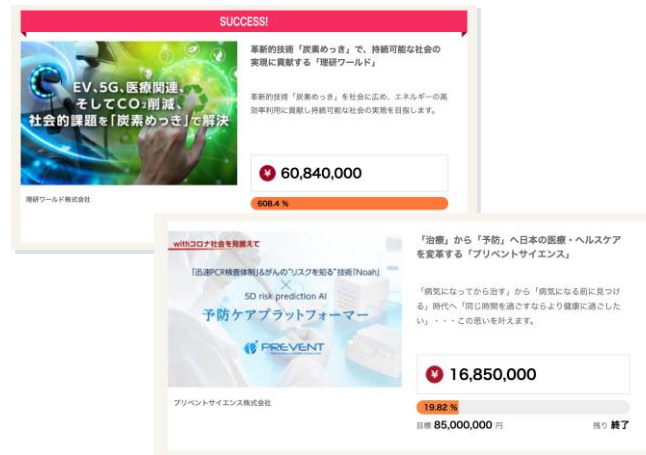 SUCCESS!
EV、5G、医療関連、
そしてCO₂削減、
社会的課題を「炭素めっき」で解決
革新的技術「炭素めっき」で、持続可能な社会の
実現に貢献する「理研ワールド」
革新的技術「炭素めっき」を社会に広め、エネルギーの高
効率利用に貢献し持続可能な社会の実現を目指します。
¥ 60,840,000
608.4 %
理研ワールド株式会社
withコロナ社会を見据えて
「迅速PCR検査体制」&がんの“リスクを知る”技術「Noah」
×
5D risk prediction AI
予防ケアプラットフォーマー
PREVENT
「治療」から「予防」へ日本の医療・ヘルスケア
を変革する「プリベントサイエンス」
「病気になってから治す」から「病気になる前に見つけ
る」時代へ「同じ時間を過ごすならより健康に過ごした
い」・・・この思いを叶えます。
¥ 16,850,000
19.82 %
目標 85,000,000 円 残り 終了
プリベントサイエンス株式会社